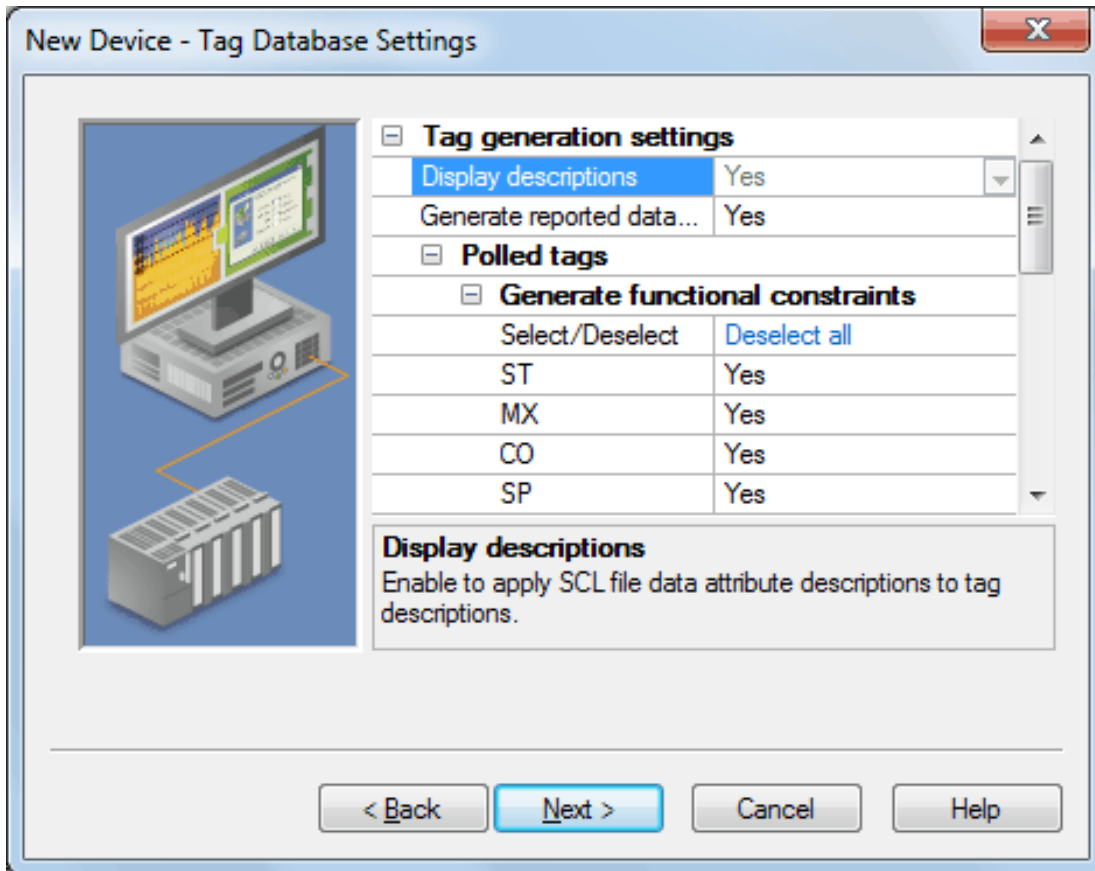 New Device - Tag Database Settings
Tag generation settings
Display descriptions Yes
Generate reported data... Yes
Polled tags
Generate functional constraints
Select/Deselect Deselect all
ST Yes
MX Yes
CO Yes
SP Yes
Display descriptions
Enable to apply SCL file data attribute descriptions to tag
descriptions.
< Back Next > Cancel Help